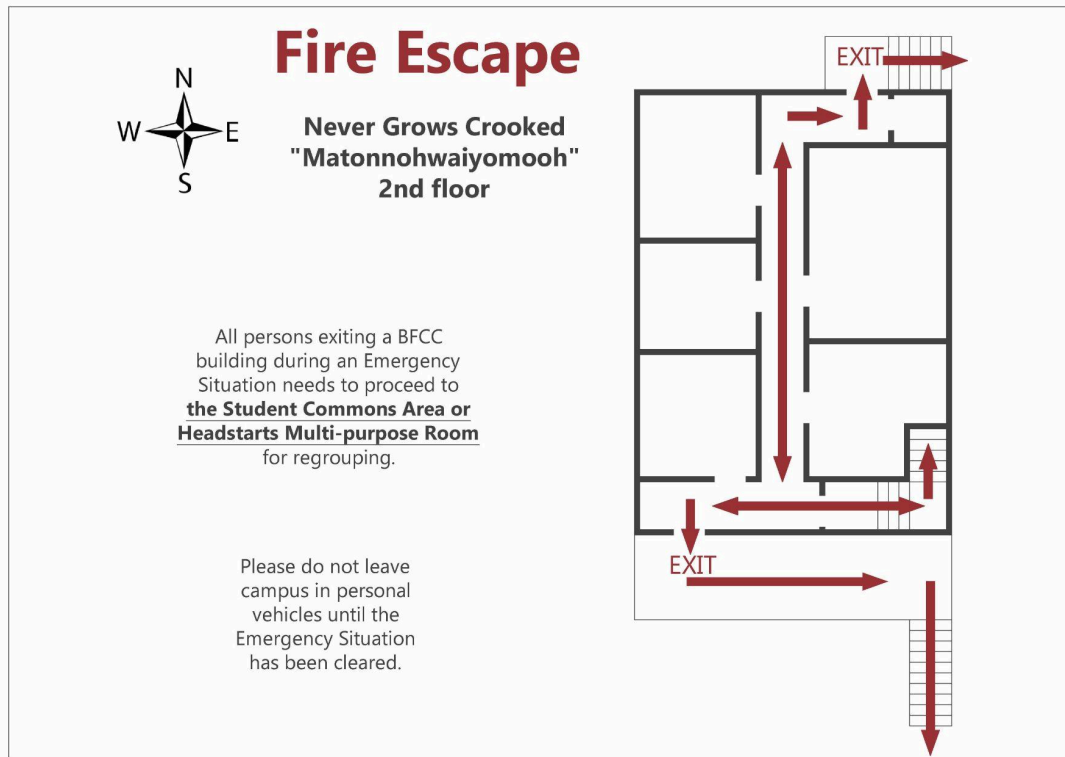 Fire Escape
N
W E
S
Never Grows Crooked
"Matonnohwaiyomooh"
2nd floor
All persons exiting a BFCC
building during an Emergency
Situation needs to proceed to
the Student Commons Area or
Headstarts Multi-purpose Room
for regrouping.
Please do not leave
campus in personal
vehicles until the
Emergency Situation
has been cleared.
EXIT
EXIT